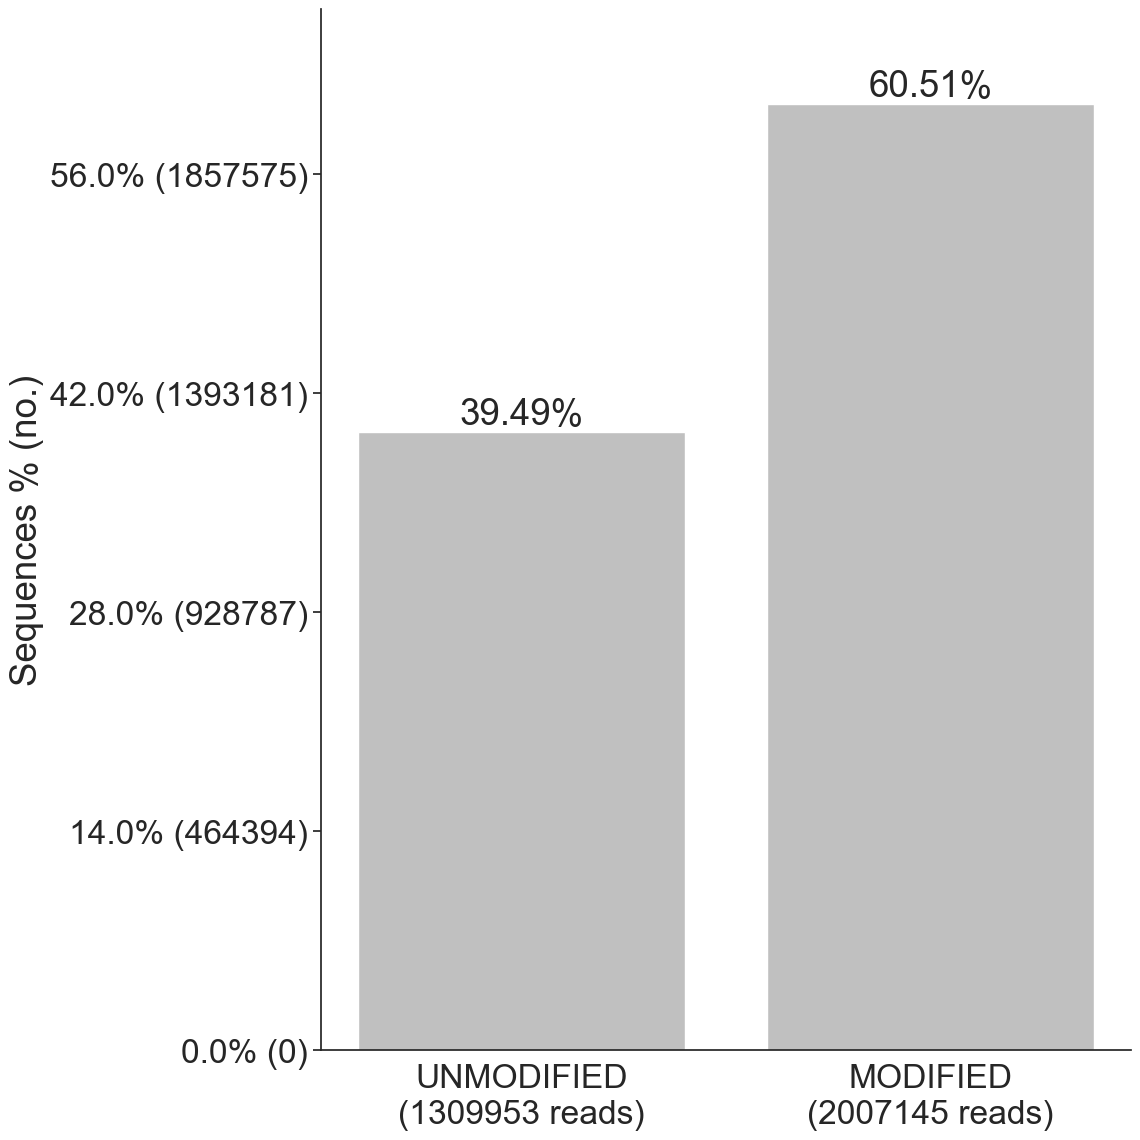 60.51%
56.0% (1857575)
42.0% (1393181)
39.49%
28.0% (928787)
14.0% (464394)
0.0% (0)
Sequences % (no.)
UNMODIFIED
(1309953 reads)
MODIFIED
(2007145 reads)